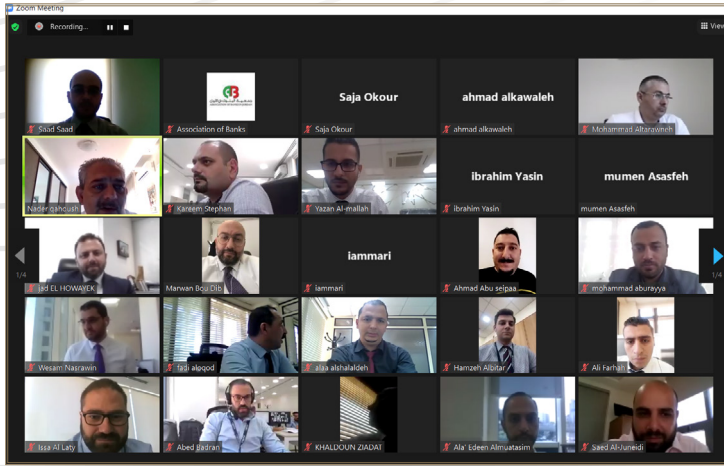 Zoom Meeting
Recording...
View
Saad Saad
Association of Banks
Saja Okour
Saja Okour
ahmad alkawaleh
ahmad alkawaleh
Mohammad Altarawneh
Nader qahoush
Kareem Stephan
Yazan Al-mallah
ibrahim Yasin
ibrahim Yasin
mumen Asasfeh
mumen Asasfeh
1/4
Jad EL HOWAYEK
Marwan Bou Dib
iammari
iammari
Ahmad Abu seipaa
mohammad aburayya
1/4
Wesam Nasrawin
fadi alqqod
alaa alshalaldeh
Hamzeh Albitar
Ali Farhah
Issa Al Laty
Abed
KHALDOUN ZIADAT
Ala' Edeen Almuatasim
Saed Al-Juneidi